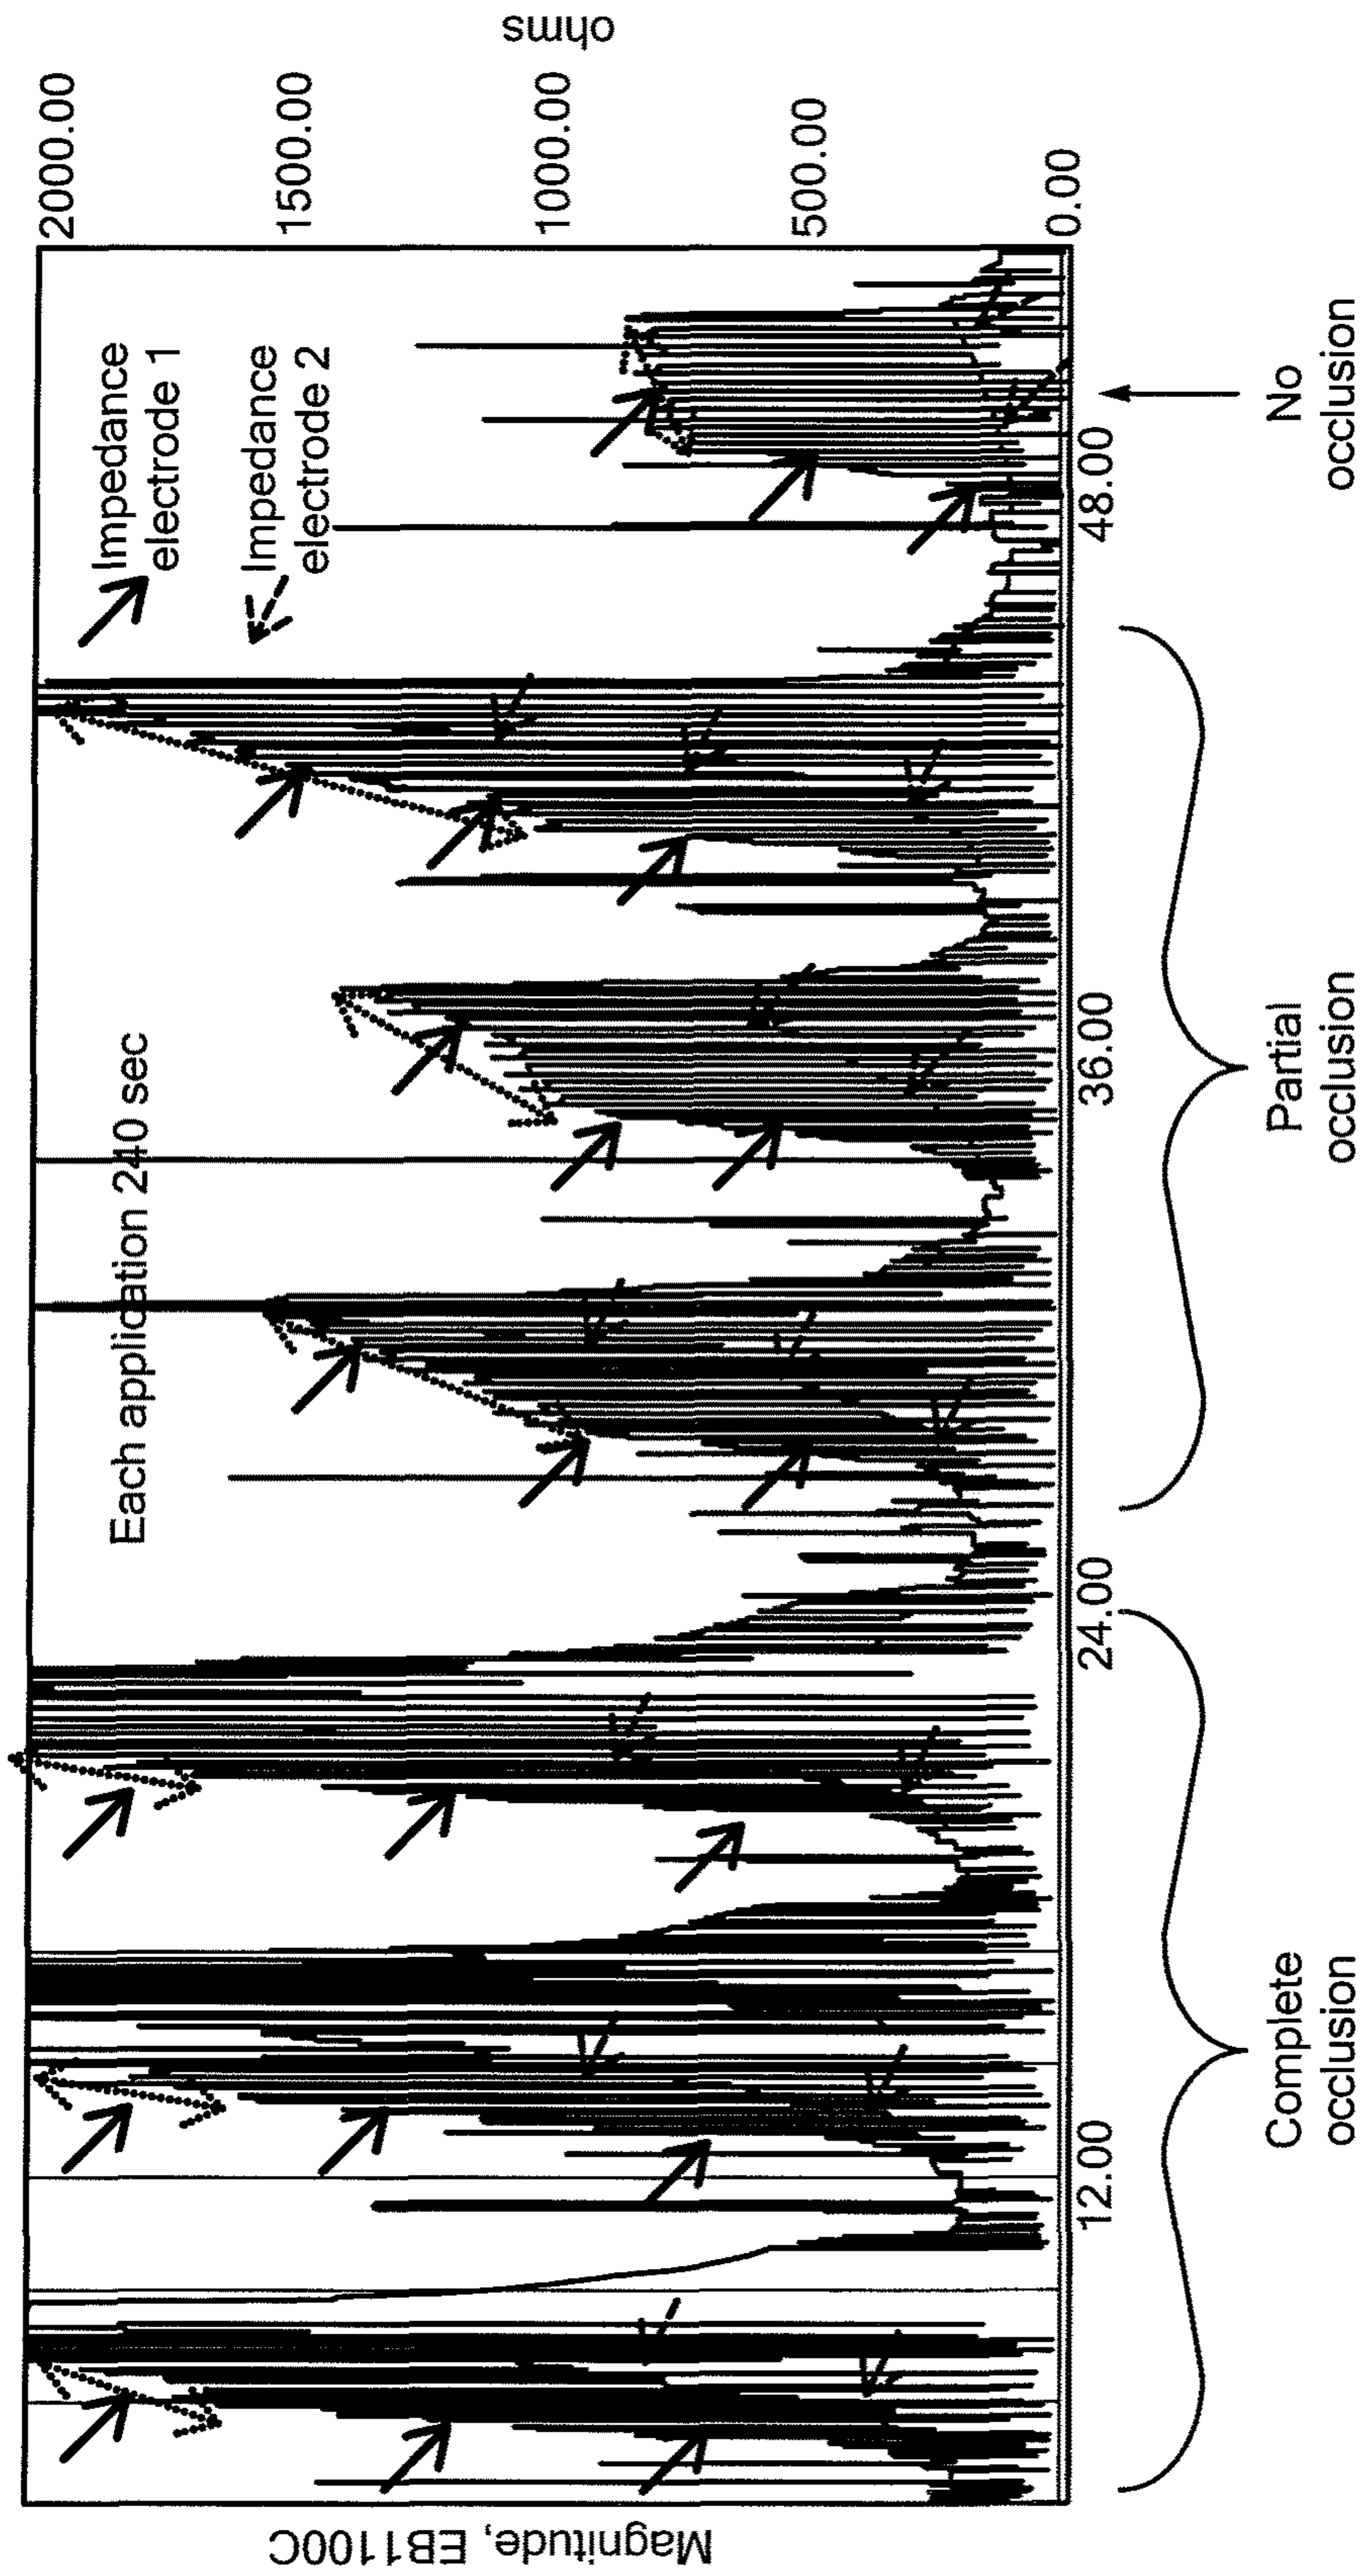 Magnitude, EB1100C
Each application 240 sec
Impedance
electrode 1
Impedance
electrode 2
2000.00
1500.00
1000.00
500.00
0.00
ohms
12.00
24.00
36.00
48.00
Complete
occlusion
Partial
occlusion
No
occlusion